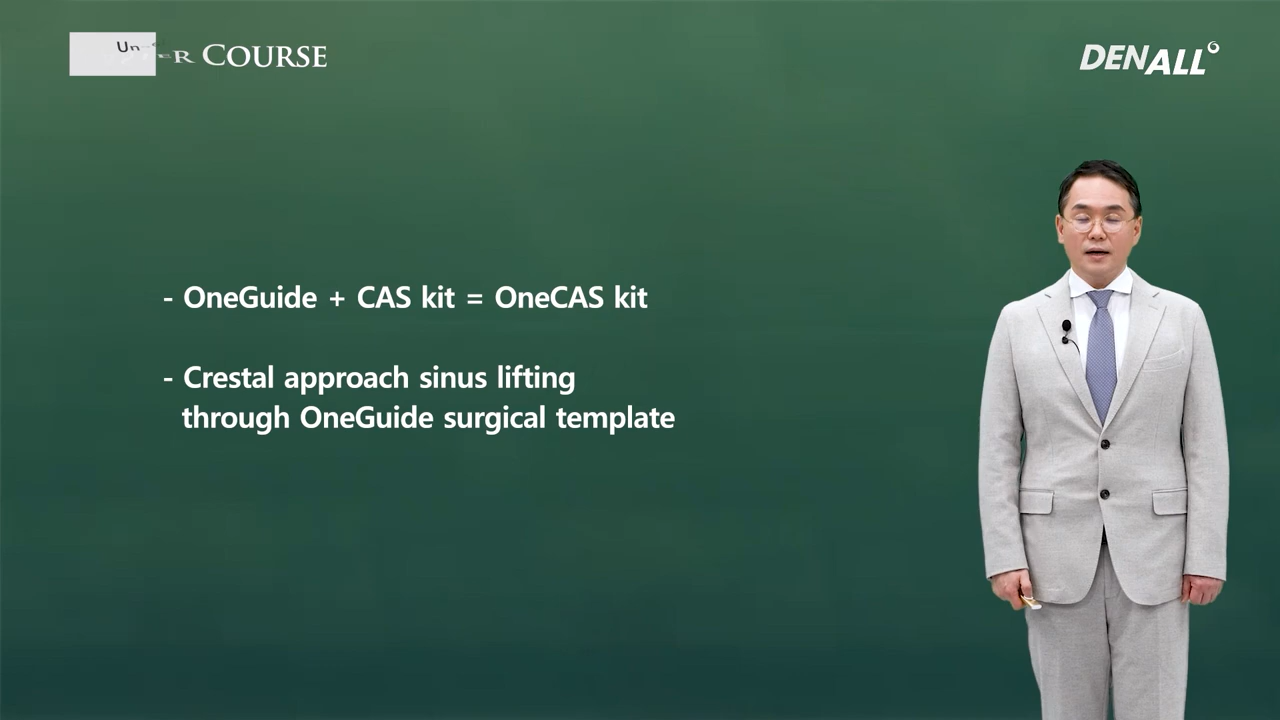 COURSE
DENALL
- OneGuide + CAS kit = OneCAS kit
- Crestal approach sinus lifting
through OneGuide surgical template